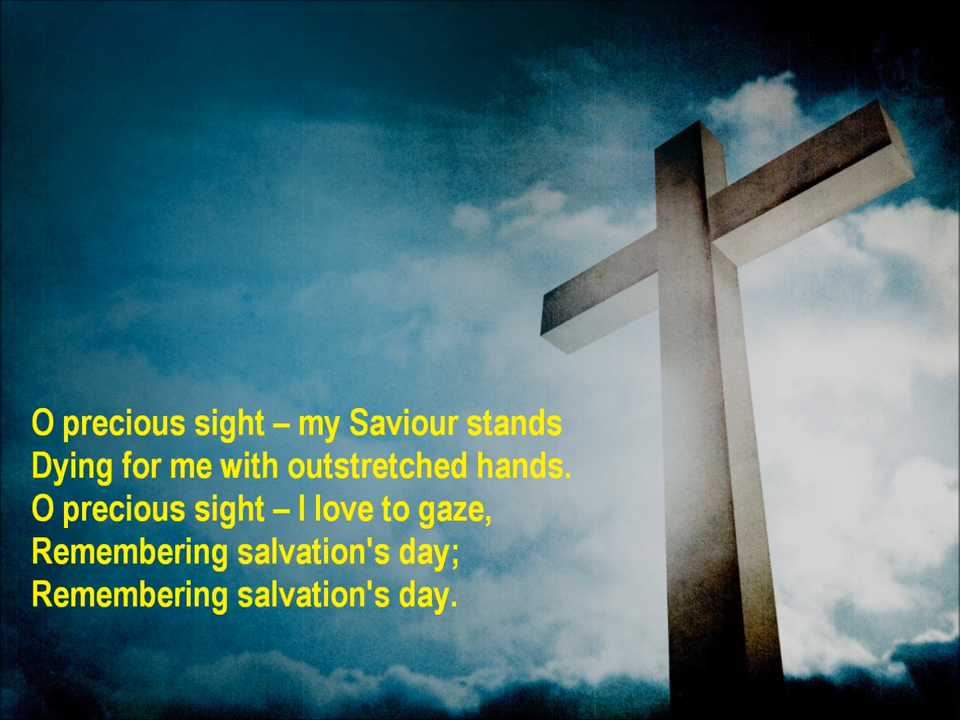 O precious sight – my Saviour stands
Dying for me with outstretched hands.
O precious sight – I love to gaze,
Remembering salvation's day;
Remembering salvation's day.